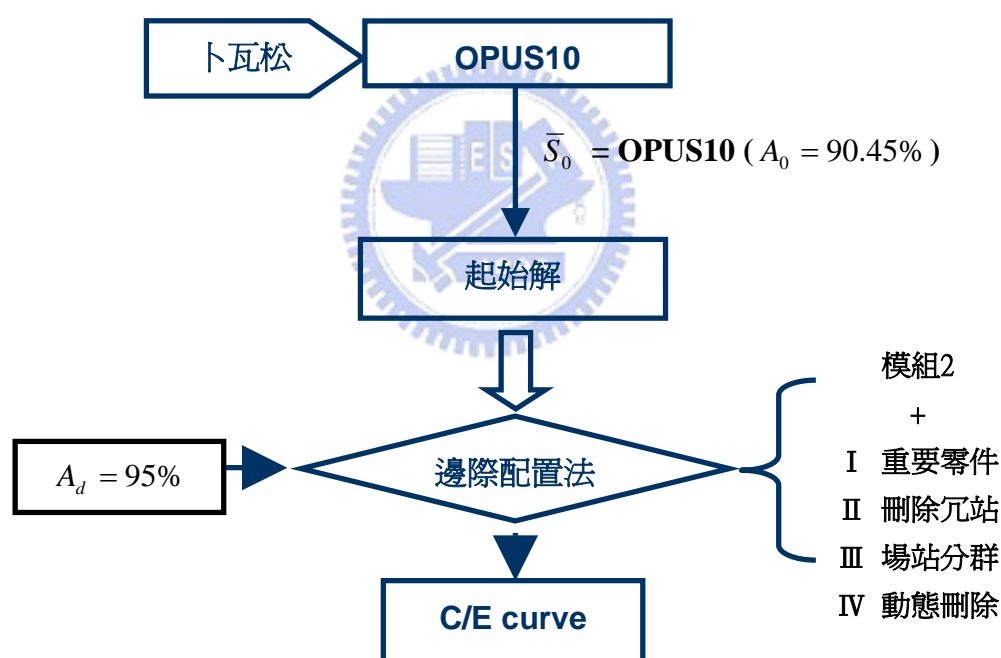 卜瓦松
OPUS10
S̅₀ = OPUS10 ( A₀ = 90.45% )
起始解
模組2
+
A_d = 95%
邊際配置法
Ⅰ 重要零件
Ⅱ 刪除冗站
Ⅲ 場站分群
Ⅳ 動態刪除
C/E curve